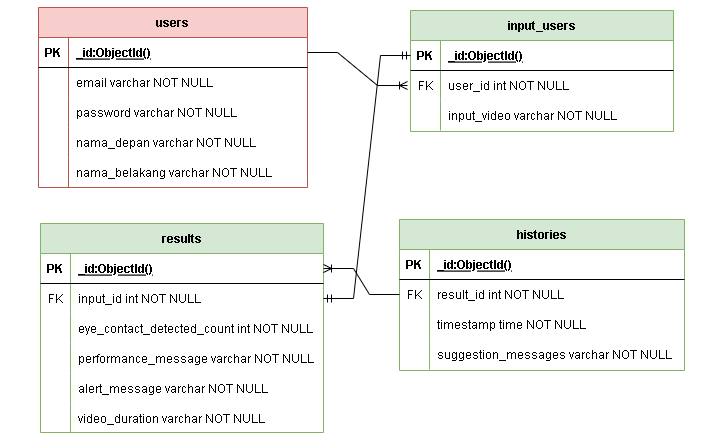 users
PK _id:ObjectId()
email varchar NOT NULL
password varchar NOT NULL
nama_depan varchar NOT NULL
nama_belakang varchar NOT NULL
input_users
PK _id:ObjectId()
FK user_id int NOT NULL
input_video varchar NOT NULL
results
PK _id:ObjectId()
FK input_id int NOT NULL
eye_contact_detected_count int NOT NULL
performance_message varchar NOT NULL
alert_message varchar NOT NULL
video_duration varchar NOT NULL
histories
PK _id:ObjectId()
FK result_id int NOT NULL
timestamp time NOT NULL
suggestion_messages varchar NOT NULL